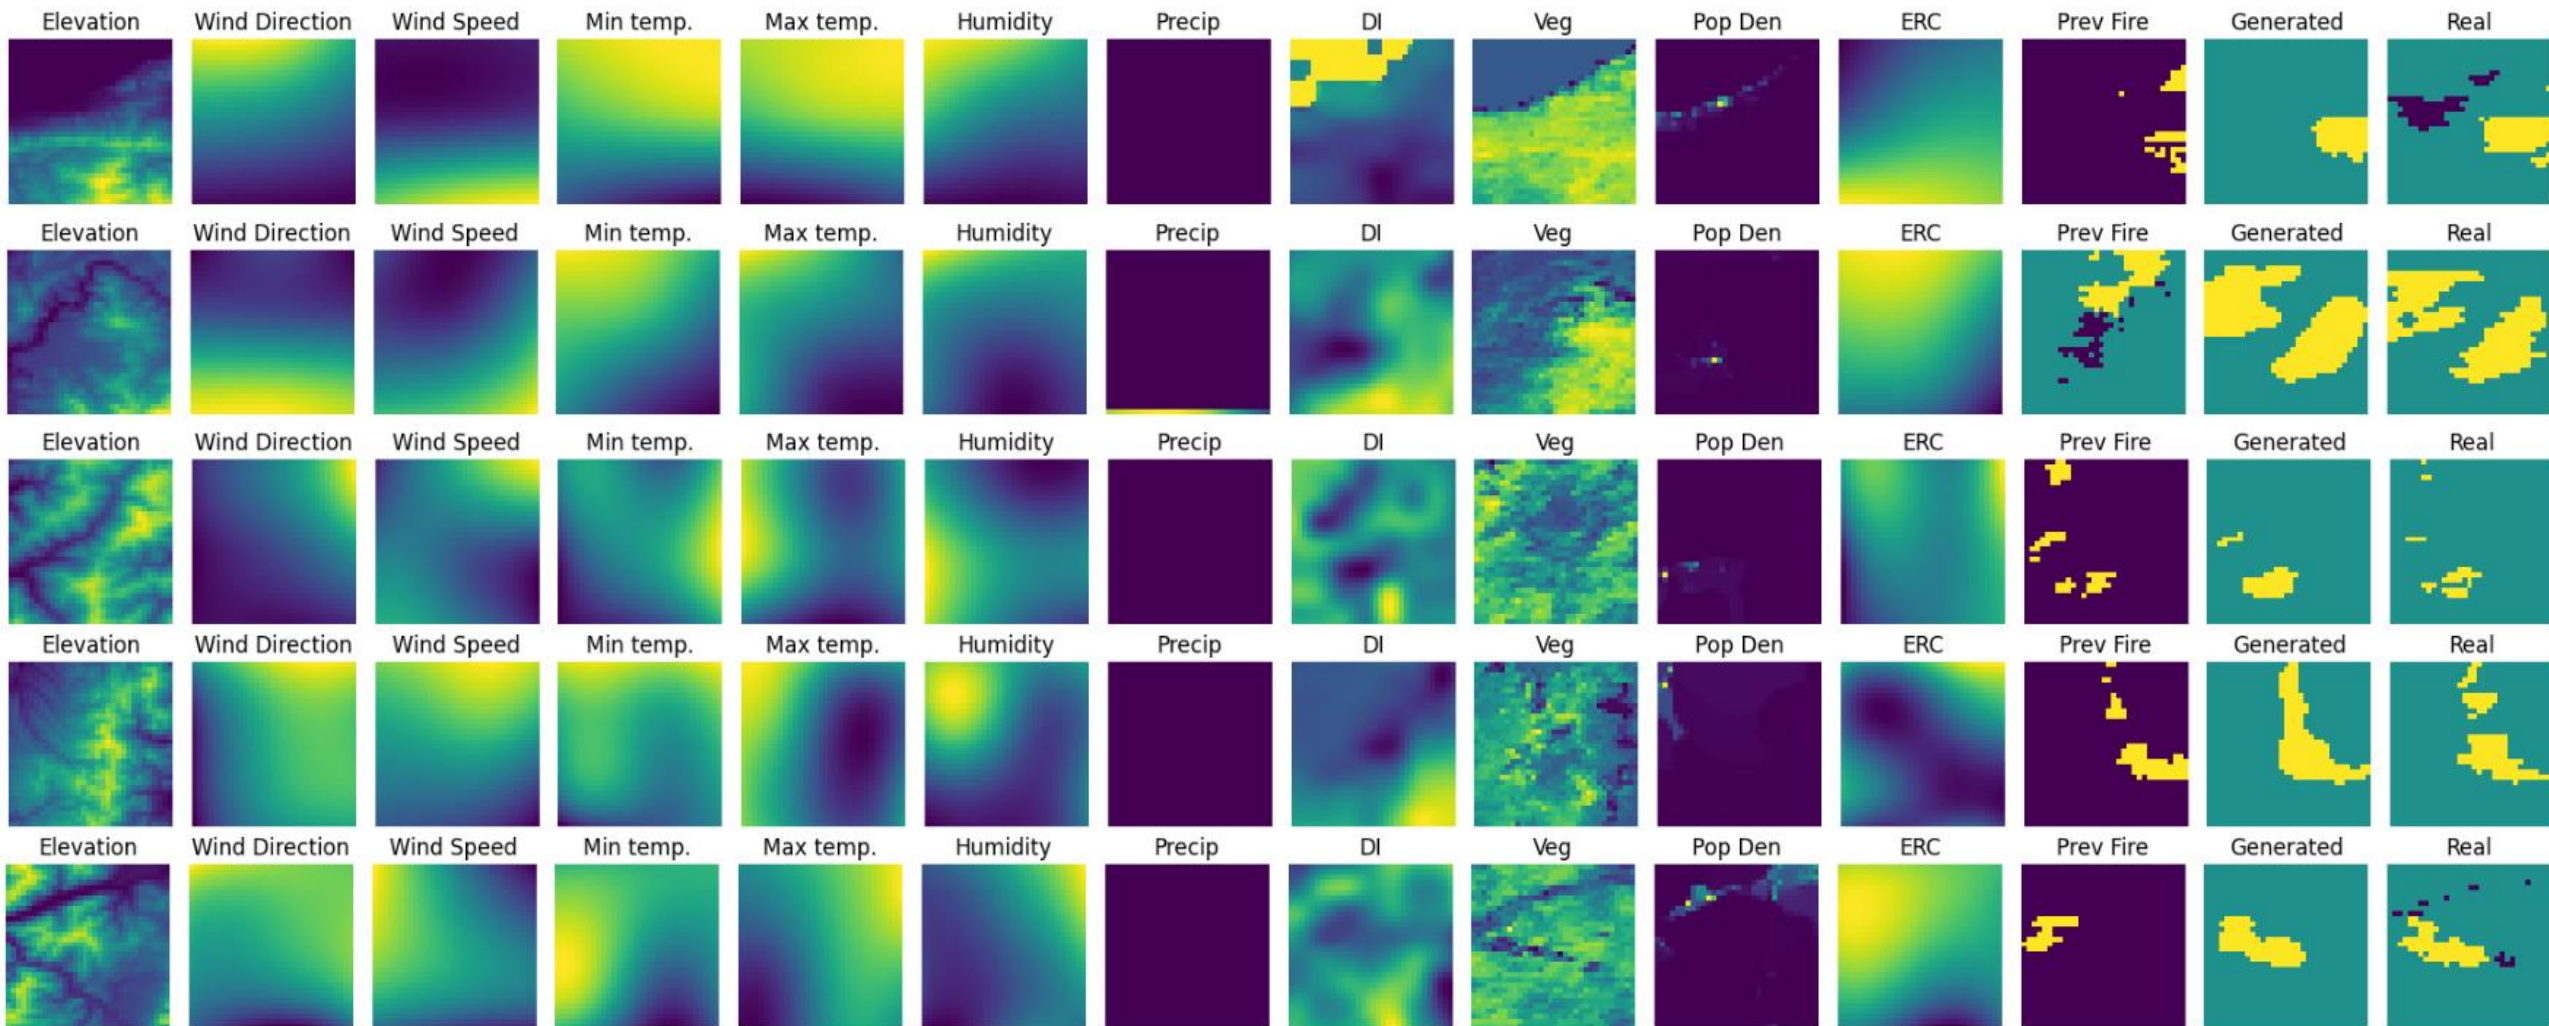 Elevation Wind Direction Wind Speed Min temp. Max temp. Humidity Precip DI Veg Pop Den ERC Prev Fire Generated Real
Elevation Wind Direction Wind Speed Min temp. Max temp. Humidity Precip DI Veg Pop Den ERC Prev Fire Generated Real
Elevation Wind Direction Wind Speed Min temp. Max temp. Humidity Precip DI Veg Pop Den ERC Prev Fire Generated Real
Elevation Wind Direction Wind Speed Min temp. Max temp. Humidity Precip DI Veg Pop Den ERC Prev Fire Generated Real
Elevation Wind Direction Wind Speed Min temp. Max temp. Humidity Precip DI Veg Pop Den ERC Prev Fire Generated Real